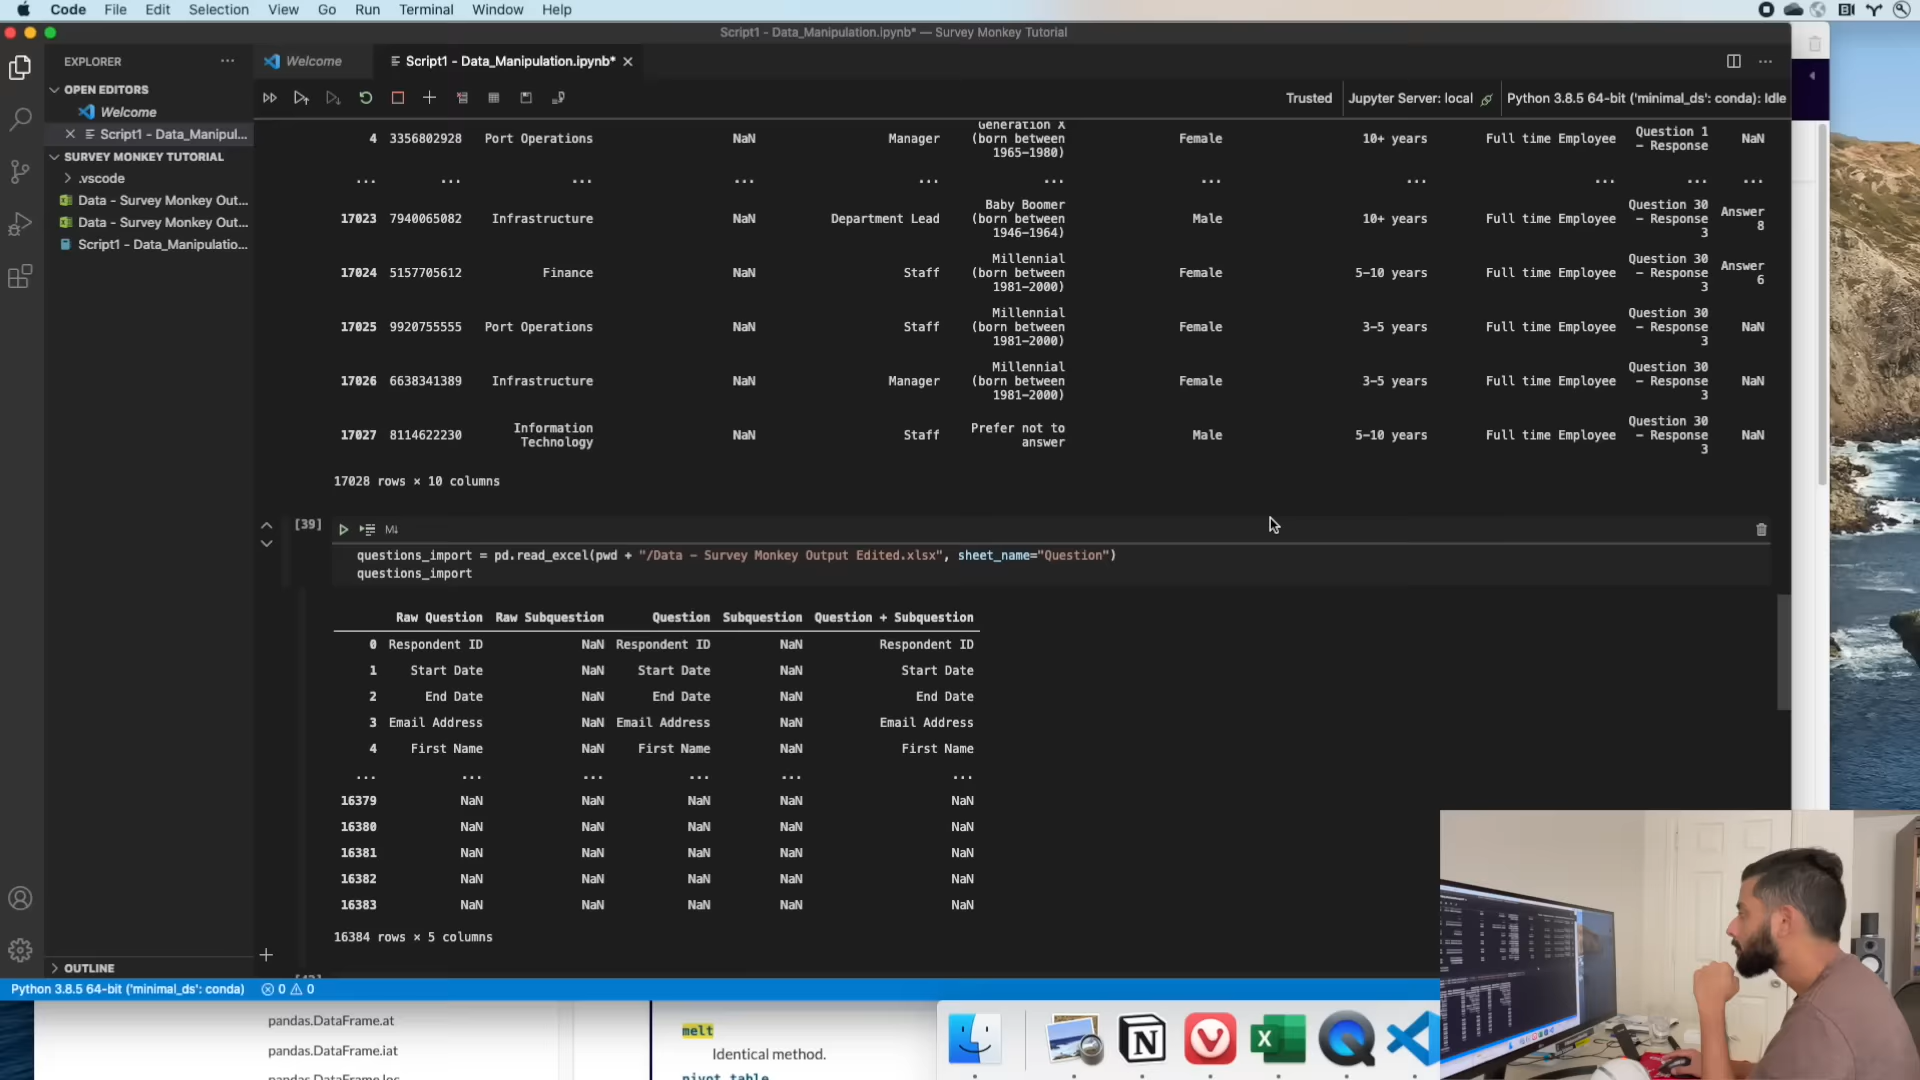 Code File Edit Selection View Go Run Terminal Window Help
Script1 - Data_Manipulation.ipynb* — Survey Monkey Tutorial
EXPLORER
Welcome
Script1 - Data_Manipulation.ipynb*
OPEN EDITORS
Welcome
Script1 - Data_Manipul...
SURVEY MONKEY TUTORIAL
.vscode
Data - Survey Monkey Out...
Data - Survey Monkey Out...
Script1 - Data_Manipulatio...
Trusted
Jupyter Server: local
Python 3.8.5 64-bit ('minimal_ds': conda): Idle
4 3356802928 Port Operations NaN Manager Generation X (born between 1965-1980) Female 10+ years Full time Employee Question 1 - Response NaN
... ... ... ... ... ... ... ... ... ... ...
17023 7940065082 Infrastructure NaN Department Lead Baby Boomer (born between 1946-1964) Male 10+ years Full time Employee Question 30 - Response 3 Answer 8
17024 5157705612 Finance NaN Staff Millennial (born between 1981-2000) Female 5-10 years Full time Employee Question 30 - Response 3 Answer 6
17025 9920755555 Port Operations NaN Staff Millennial (born between 1981-2000) Female 3-5 years Full time Employee Question 30 - Response 3 NaN
17026 6638341389 Infrastructure NaN Manager Millennial (born between 1981-2000) Female 3-5 years Full time Employee Question 30 - Response 3 NaN
17027 8114622230 Information Technology NaN Staff Prefer not to answer Male 5-10 years Full time Employee Question 30 - Response 3 NaN
17028 rows × 10 columns
[39]
M↓
questions_import = pd.read_excel(pwd + "/Data - Survey Monkey Output Edited.xlsx", sheet_name="Question")
questions_import
Raw Question Raw Subquestion Question Subquestion Question + Subquestion
0 Respondent ID NaN Respondent ID NaN Respondent ID
1 Start Date NaN Start Date NaN Start Date
2 End Date NaN End Date NaN End Date
3 Email Address NaN Email Address NaN Email Address
4 First Name NaN First Name NaN First Name
... ... ... ... ... ...
16379 NaN NaN NaN NaN NaN
16380 NaN NaN NaN NaN NaN
16381 NaN NaN NaN NaN NaN
16382 NaN NaN NaN NaN NaN
16383 NaN NaN NaN NaN NaN
16384 rows × 5 columns
OUTLINE
Python 3.8.5 64-bit ('minimal_ds': conda) 0 0
pandas.DataFrame.at
pandas.DataFrame.iat
pandas.DataFrame.loc
melt
Identical method.
pivot_table